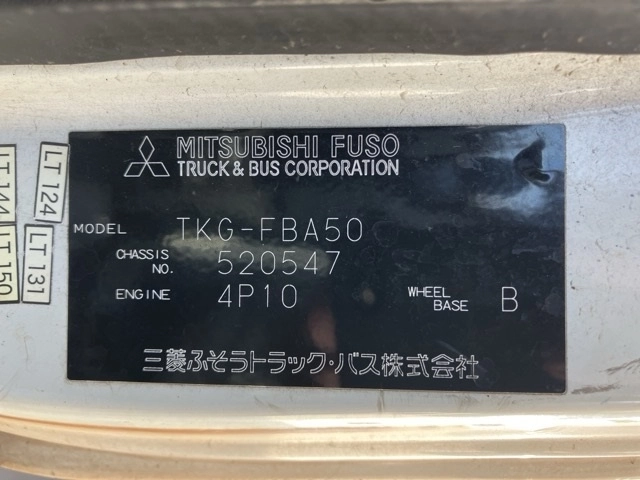 MITSUBISHI FUSO
TRUCK & BUS CORPORATION
MODEL TKG-FBA50
CHASSIS NO. 520547
ENGINE 4P10 WHEEL BASE B
三菱ふそうトラック・バス株式会社
LT 124
LT 131
LT 144
LT 150